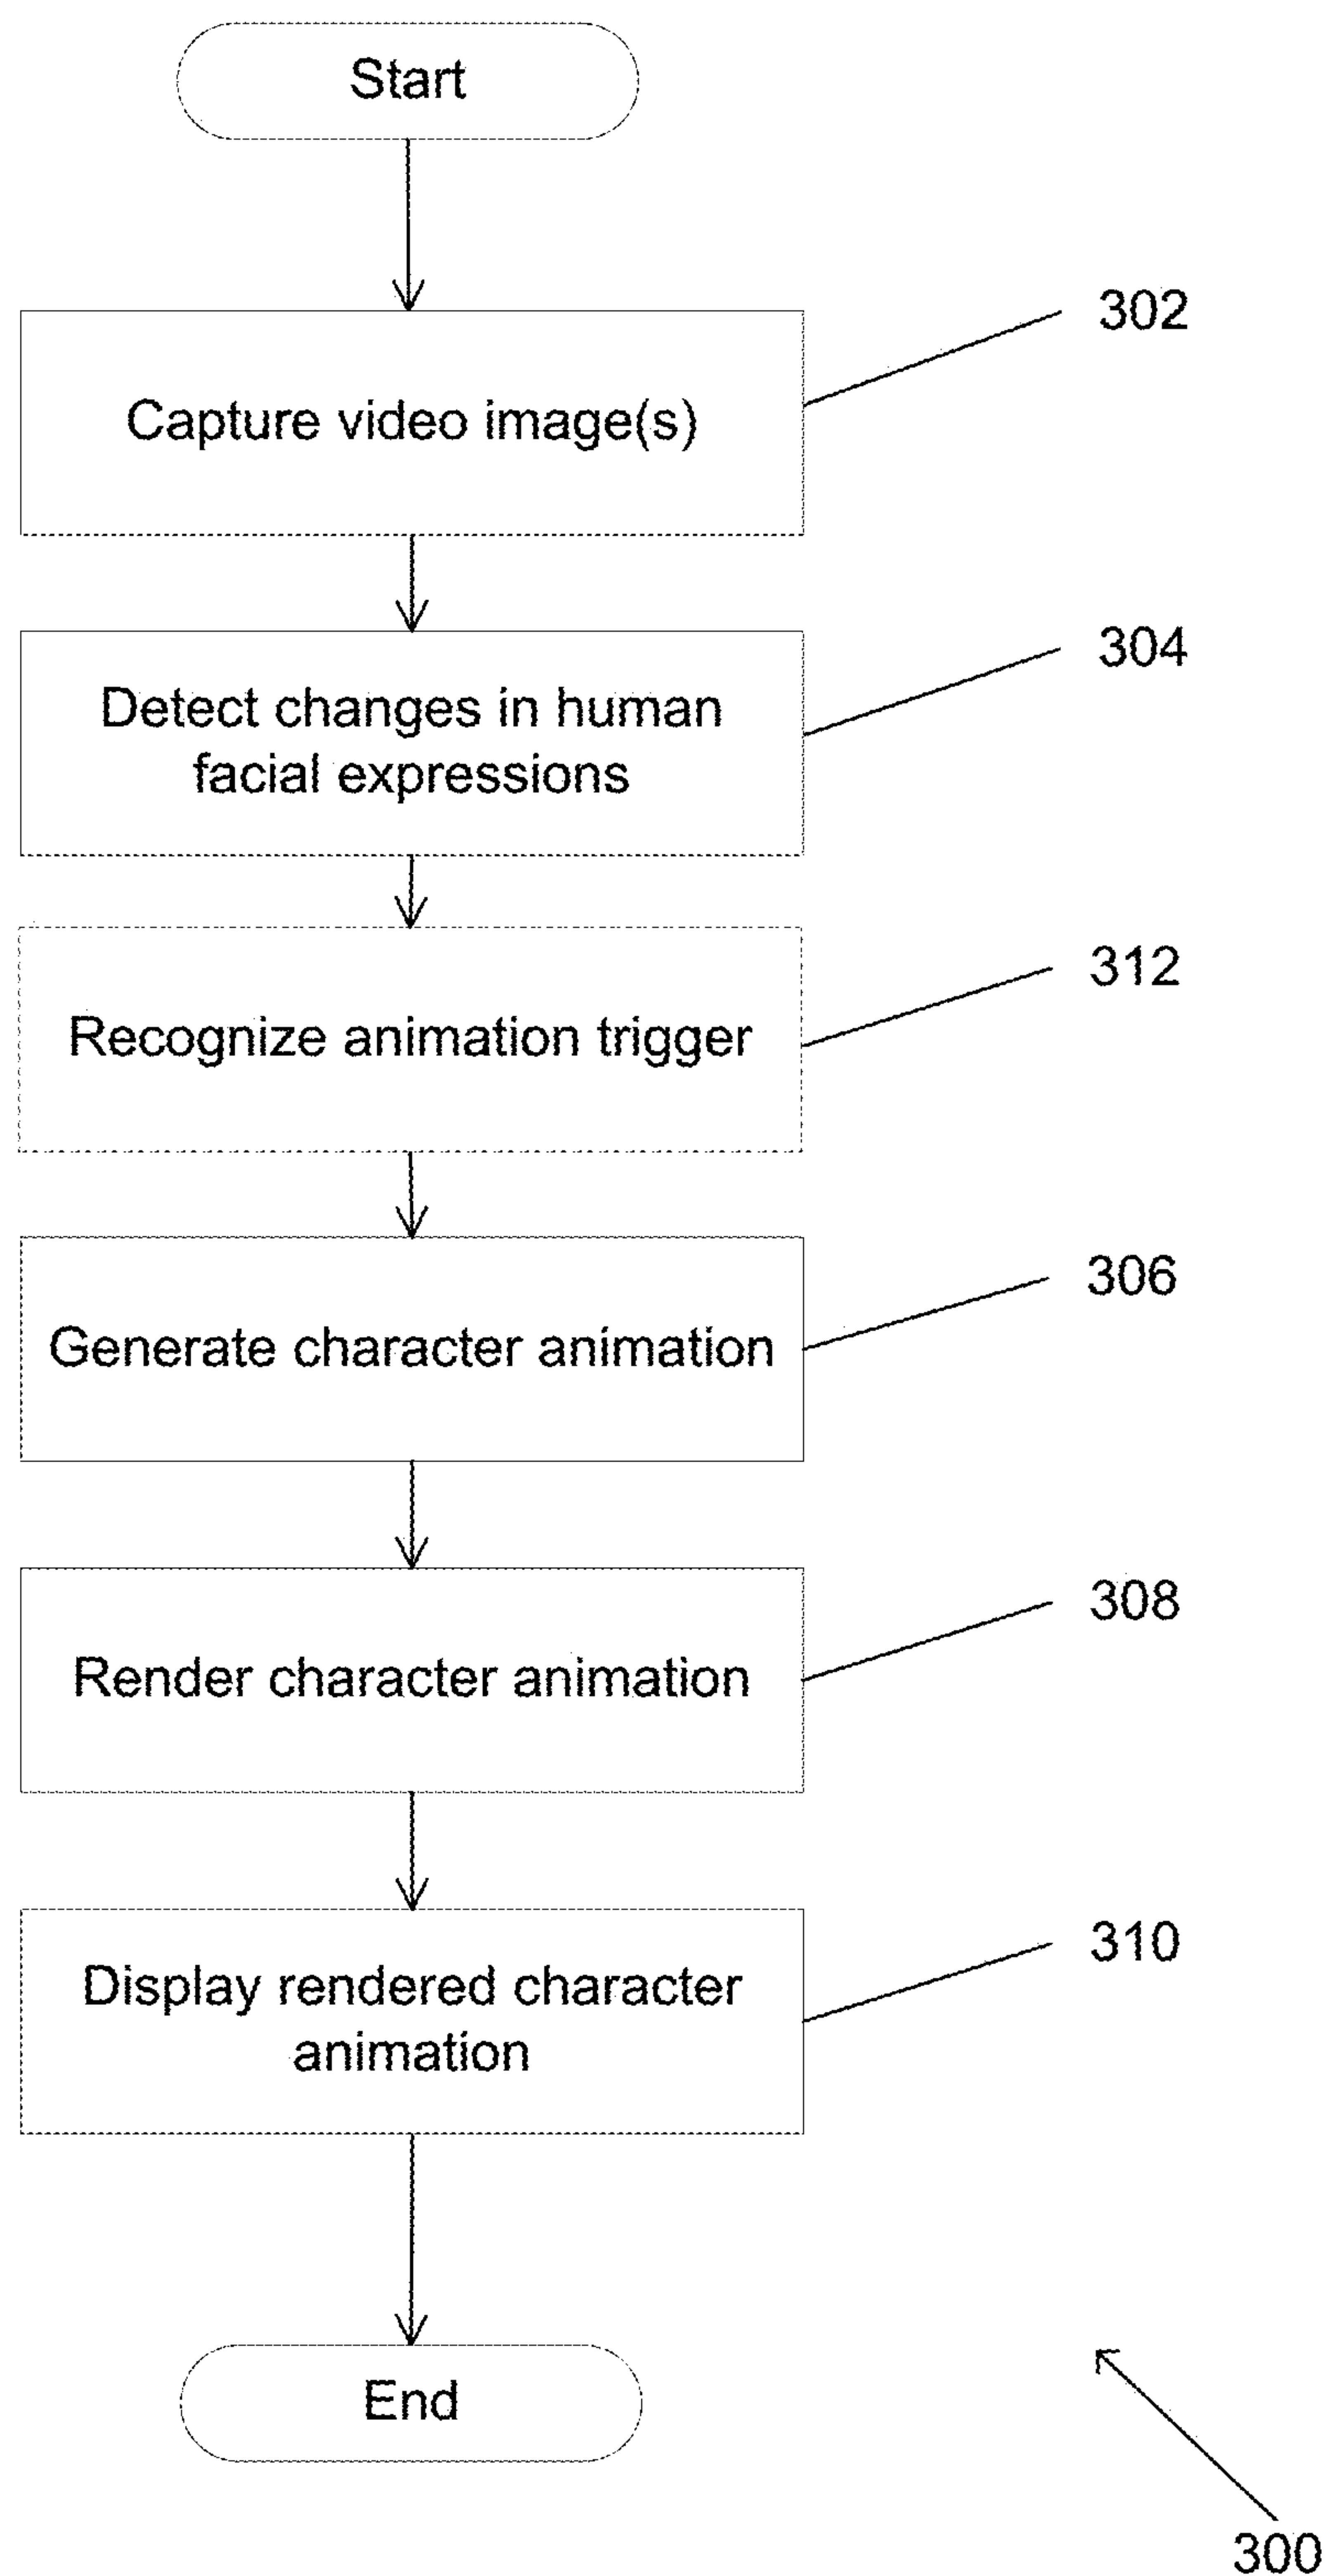 Start
302
Capture video image(s)
304
Detect changes in human
facial expressions
312
Recognize animation trigger
306
Generate character animation
308
Render character animation
310
Display rendered character
animation
End
300